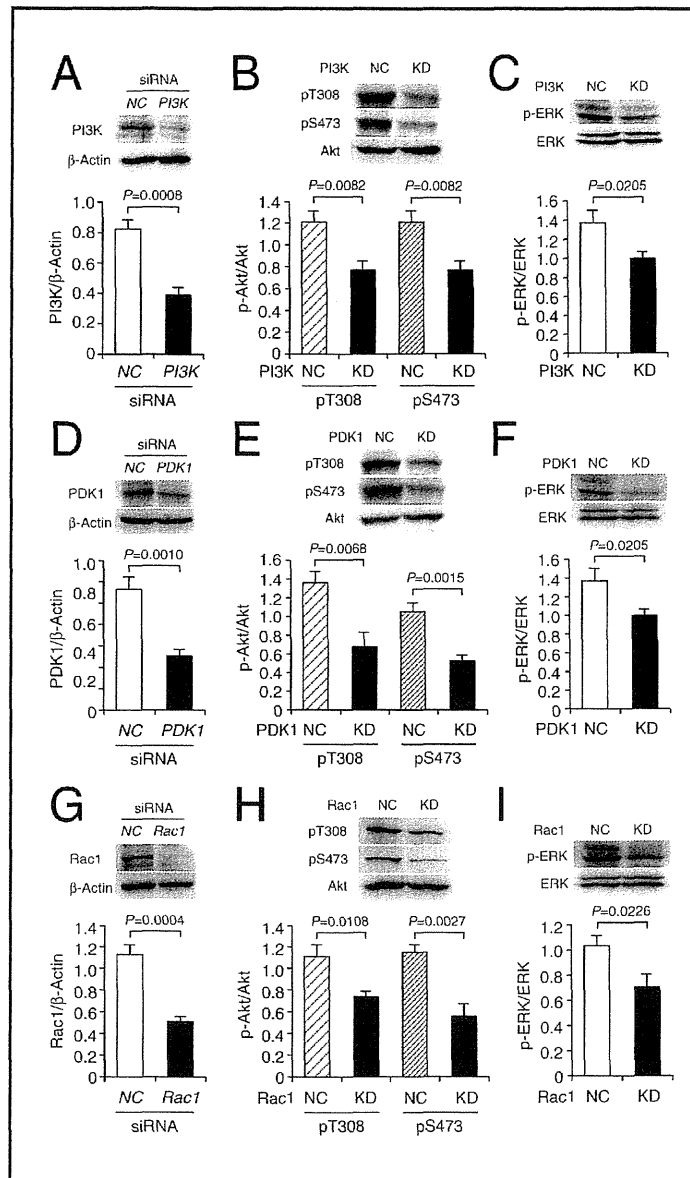 A
siRNA
NC PI3K
PI3K
β-Actin
P=0.0008
PI3K/β-Actin
1
0.8
0.6
0.4
0.2
0
NC PI3K
siRNA
B
PI3K NC KD
pT308
pS473
Akt
P=0.0082 P=0.0082
p-Akt/Akt
1.4
1.2
1.0
0.8
0.6
0.4
0.2
0
PI3K NC KD NC KD
pT308 pS473
C
PI3K NC KD
p-ERK
ERK
P=0.0205
p-ERK/ERK
1.6
1.4
1.2
1.0
0.8
0.6
0.4
0.2
0
PI3K NC KD
D
siRNA
NC PDK1
PDK1
β-Actin
P=0.0010
PDK1/β-Actin
1
0.8
0.6
0.4
0.2
0
NC PDK1
siRNA
E
PDK1 NC KD
pT308
pS473
Akt
P=0.0068
P=0.0015
p-Akt/Akt
1.6
1.4
1.2
1.0
0.8
0.6
0.4
0.2
0
PDK1 NC KD NC KD
pT308 pS473
F
PDK1 NC KD
p-ERK
ERK
P=0.0205
p-ERK/ERK
1.6
1.4
1.2
1.0
0.8
0.6
0.4
0.2
0
PDK1 NC KD
G
siRNA
NC Rac1
Rac1
β-Actin
P=0.0004
Rac1/β-Actin
1.4
1.2
1.0
0.8
0.6
0.4
0.2
0
NC Rac1
siRNA
H
Rac1 NC KD
pT308
pS473
Akt
P=0.0108 P=0.0027
p-Akt/Akt
1.4
1.2
1.0
0.8
0.6
0.4
0.2
0
Rac1 NC KD NC KD
pT308 pS473
I
Rac1 NC KD
p-ERK
ERK
P=0.0226
p-ERK/ERK
1.2
1.0
0.8
0.6
0.4
0.2
0
Rac1 NC KD